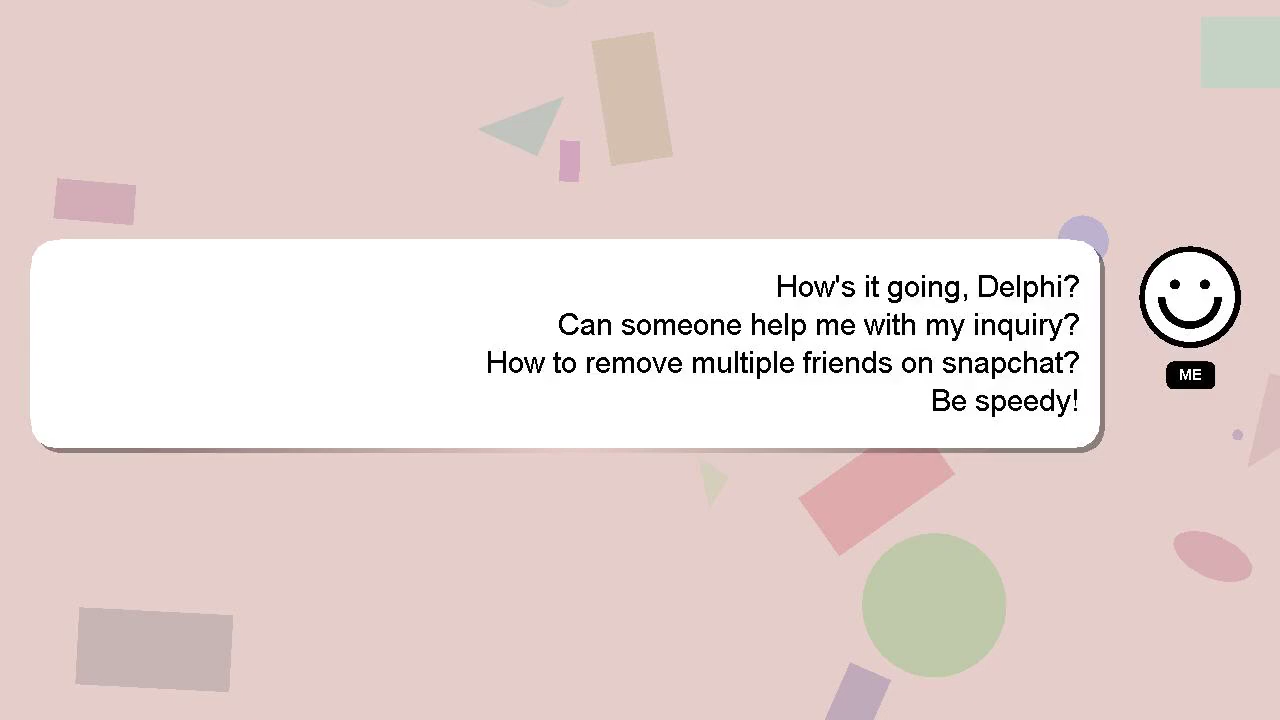 How's it going, Delphi?
Can someone help me with my inquiry?
How to remove multiple friends on snapchat?
Be speedy!
ME